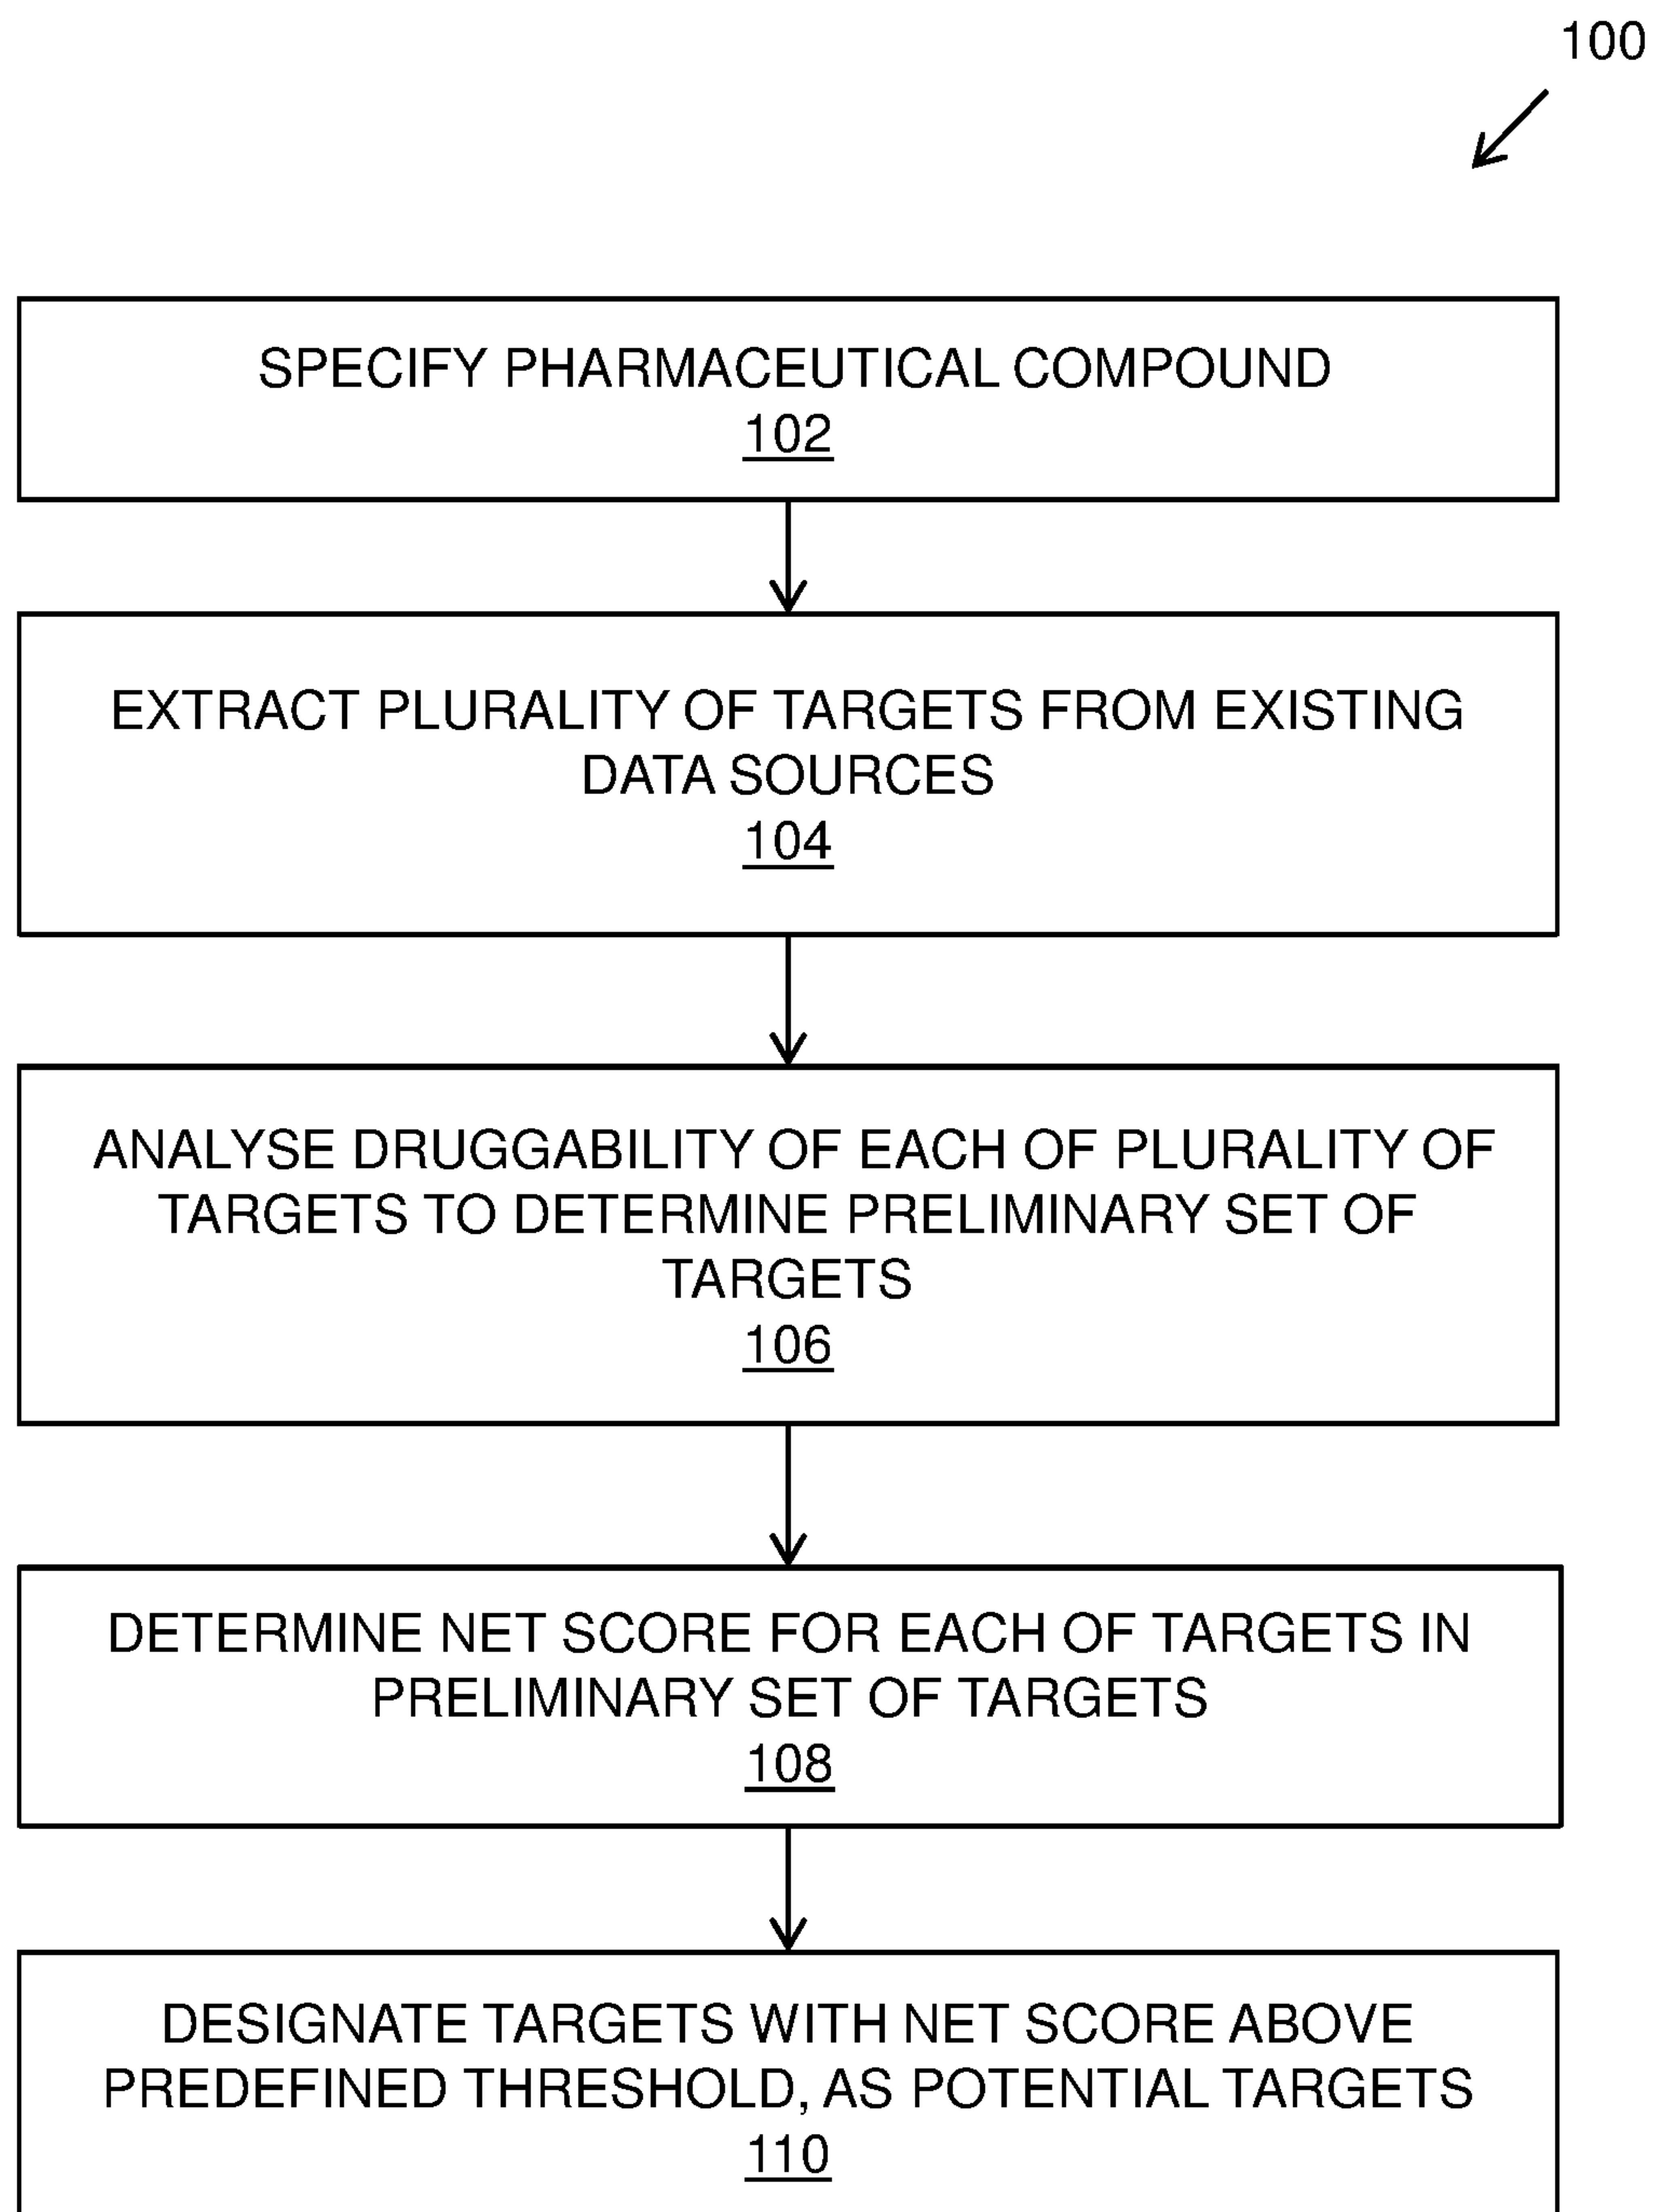 100
SPECIFY PHARMACEUTICAL COMPOUND
102
EXTRACT PLURALITY OF TARGETS FROM EXISTING
DATA SOURCES
104
ANALYSE DRUGGABILITY OF EACH OF PLURALITY OF
TARGETS TO DETERMINE PRELIMINARY SET OF
TARGETS
106
DETERMINE NET SCORE FOR EACH OF TARGETS IN
PRELIMINARY SET OF TARGETS
108
DESIGNATE TARGETS WITH NET SCORE ABOVE
PREDEFINED THRESHOLD, AS POTENTIAL TARGETS
110